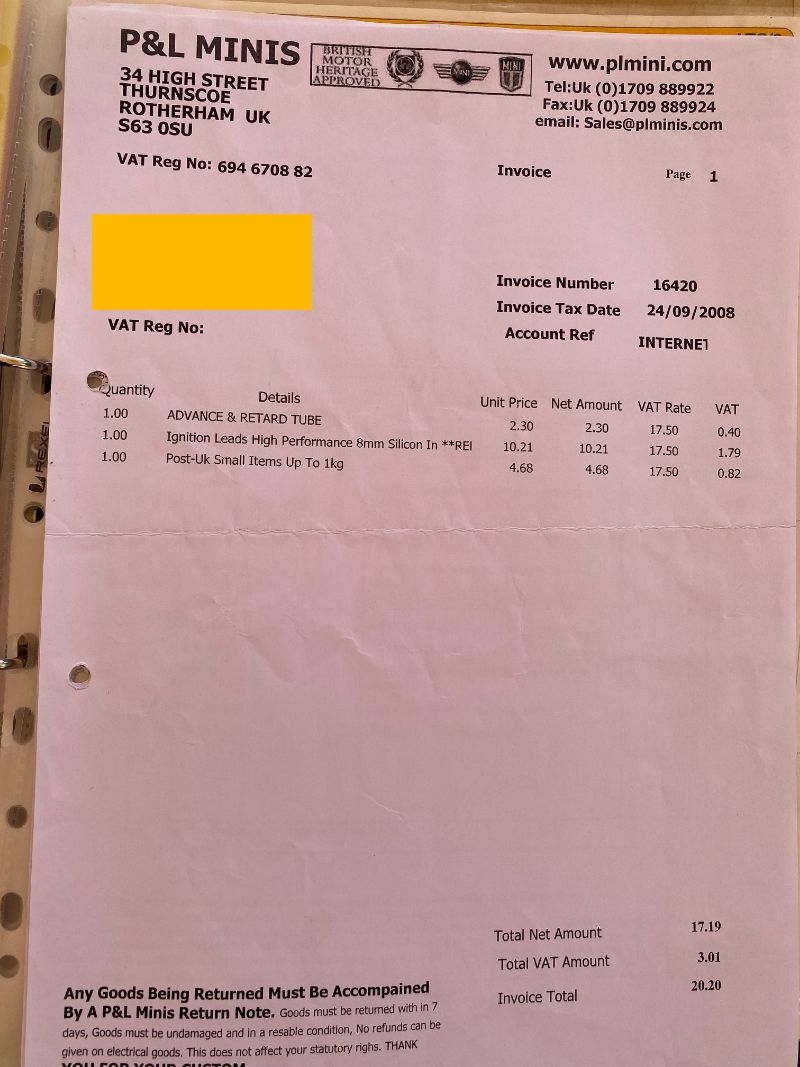 P&L MINIS
34 HIGH STREET
THURNSCOE
ROTHERHAM UK
S63 0SU
BRITISH
MOTOR
HERITAGE
APPROVED
MINI
MINI
www.plmini.com
Tel:Uk (0)1709 889922
Fax:Uk (0)1709 889924
email: Sales@plminis.com
VAT Reg No: 694 6708 82
Invoice Page 1
Invoice Number 16420
Invoice Tax Date 24/09/2008
Account Ref INTERNET
VAT Reg No:
Quantity Details Unit Price Net Amount VAT Rate VAT
1.00 ADVANCE & RETARD TUBE 2.30 2.30 17.50 0.40
1.00 Ignition Leads High Performance 8mm Silicon In **REI 10.21 10.21 17.50 1.79
1.00 Post-Uk Small Items Up To 1kg 4.68 4.68 17.50 0.82
REXEL
Total Net Amount 17.19
Total VAT Amount 3.01
Invoice Total 20.20
Any Goods Being Returned Must Be Accompained
By A P&L Minis Return Note. Goods must be returned with in 7
days, Goods must be undamaged and in a resable condition, No refunds can be
given on electrical goods. This does not affect your statutory righs. THANK
YOU FOR YOUR CUSTOM